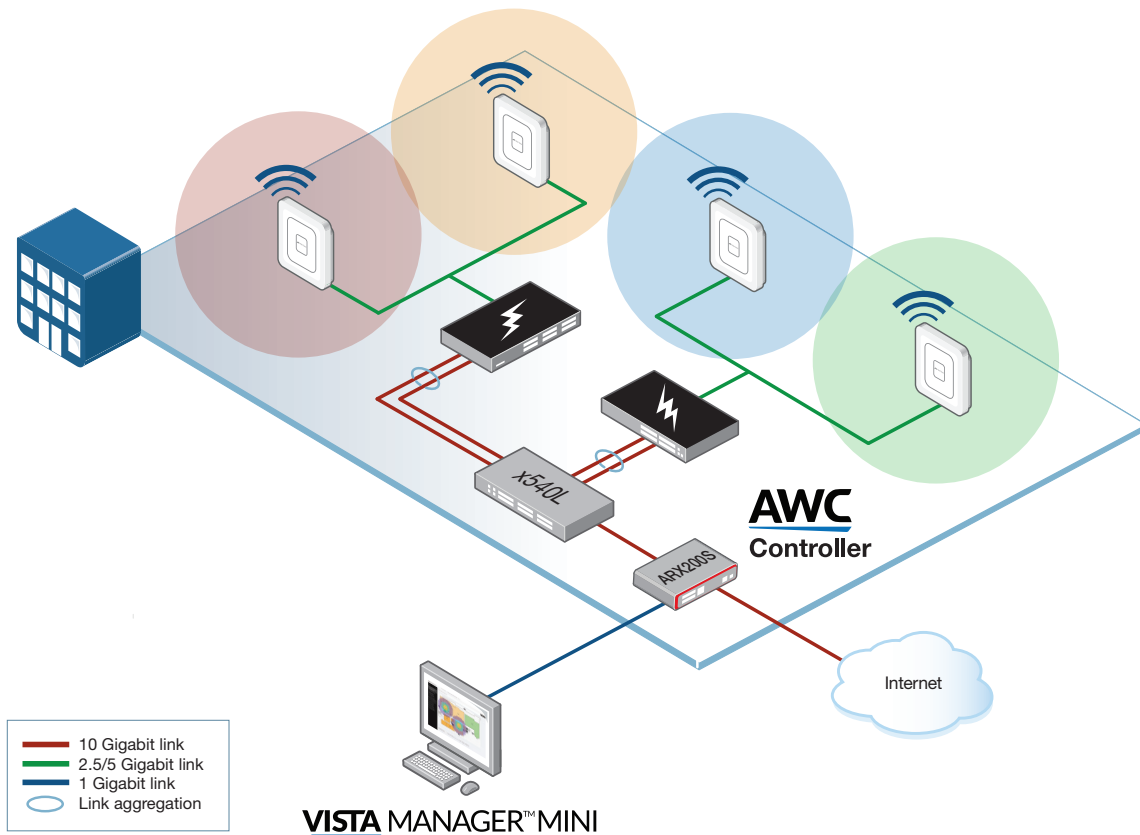 x540L
AWC
Controller
ARX200S
Internet
10 Gigabit link
2.5/5 Gigabit link
1 Gigabit link
Link aggregation
VISTA MANAGER™ MINI